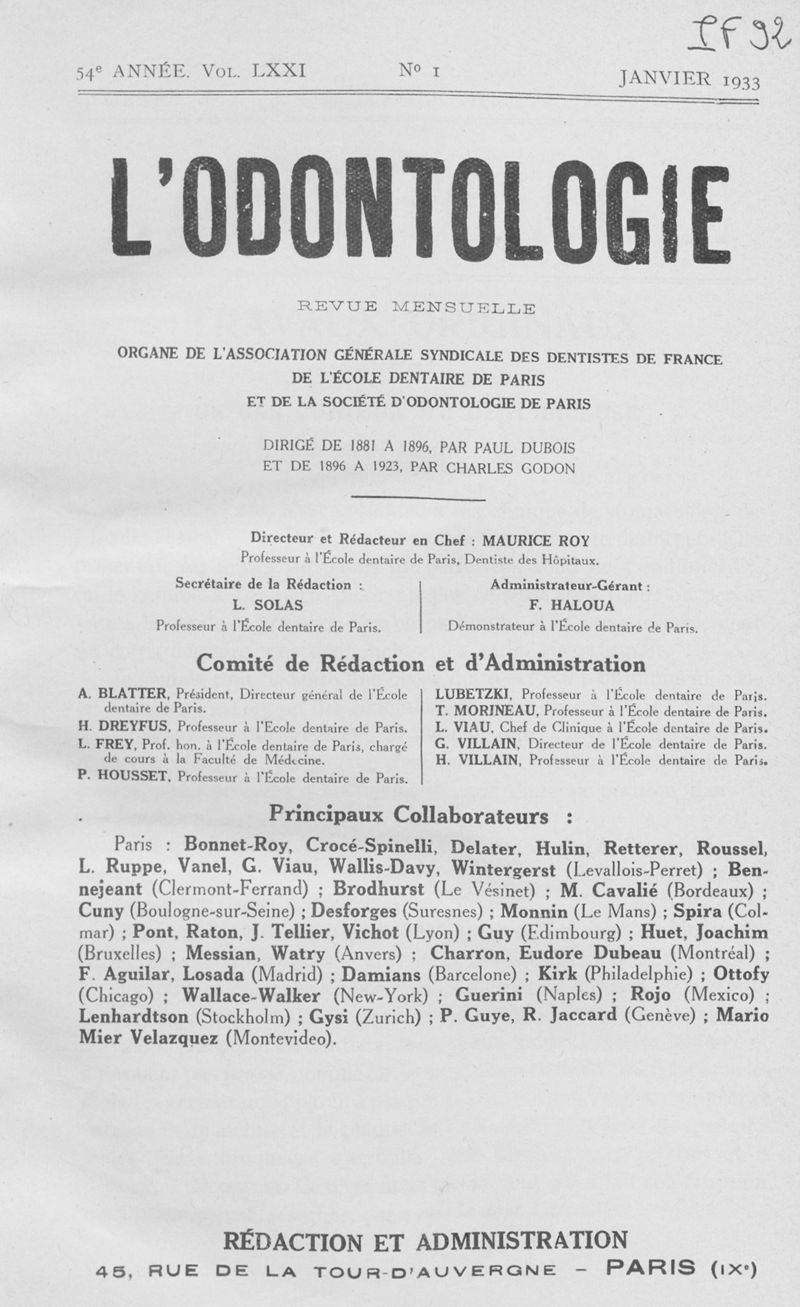 IF 92
54e ANNÉE. VOL. LXXI No 1 JANVIER 1933
L'ODONTOLOGIE
REVUE MENSUELLE
ORGANE DE L'ASSOCIATION GÉNÉRALE SYNDICALE DES DENTISTES DE FRANCE
DE L'ÉCOLE DENTAIRE DE PARIS
ET DE LA SOCIÉTÉ D'ODONTOLOGIE DE PARIS
DIRIGÉ DE 1881 A 1896, PAR PAUL DUBOIS
ET DE 1896 A 1923, PAR CHARLES GODON
Directeur et Rédacteur en Chef : MAURICE ROY
Professeur à l'École dentaire de Paris, Dentiste des Hôpitaux.
Secrétaire de la Rédaction :
L. SOLAS
Professeur à l'École dentaire de Paris.
Administrateur-Gérant :
F. HALOUA
Démonstrateur à l'École dentaire de Paris.
Comité de Rédaction et d'Administration
A. BLATTER, Président, Directeur général de l'École
dentaire de Paris.
H. DREYFUS, Professeur à l'Ecole dentaire de Paris.
L. FREY, Prof. hon. à l'École dentaire de Paris, chargé
de cours à la Faculté de Médecine.
P. HOUSSET, Professeur à l'École dentaire de Paris.
LUBETZKI, Professeur à l'École dentaire de Paris.
T. MORINEAU, Professeur à l'École dentaire de Paris.
L. VIAU, Chef de Clinique à l'École dentaire de Paris.
G. VILLAIN, Directeur de l'École dentaire de Paris.
H. VILLAIN, Professeur à l'École dentaire de Paris.
Principaux Collaborateurs :
Paris : Bonnet-Roy, Crocé-Spinelli, Delater, Hulin, Retterer, Roussel,
L. Ruppe, Vanel, G. Viau, Wallis-Davy, Wintergerst (Levallois-Perret) ; Ben-
nejeant (Clermont-Ferrand) ; Brodhurst (Le Vésinet) ; M. Cavalié (Bordeaux) ;
Cuny (Boulogne-sur-Seine) ; Desforges (Suresnes) ; Monnin (Le Mans) ; Spira (Col-
mar) ; Pont, Raton, J. Tellier, Vichot (Lyon) ; Guy (Edimbourg) ; Huet, Joachim
(Bruxelles) ; Messian, Watry (Anvers) ; Charron, Eudore Dubeau (Montréal) ;
F. Aguilar, Losada (Madrid) ; Damians (Barcelone) ; Kirk (Philadelphie) ; Ottofy
(Chicago) ; Wallace-Walker (New-York) ; Guerini (Naples) ; Rojo (Mexico) ;
Lenhardtson (Stockholm) ; Gysi (Zurich) ; P. Guye, R. Jaccard (Genève) ; Mario
Mier Velazquez (Montevideo).
RÉDACTION ET ADMINISTRATION
45, RUE DE LA TOUR-D'AUVERGNE – PARIS (IXe)